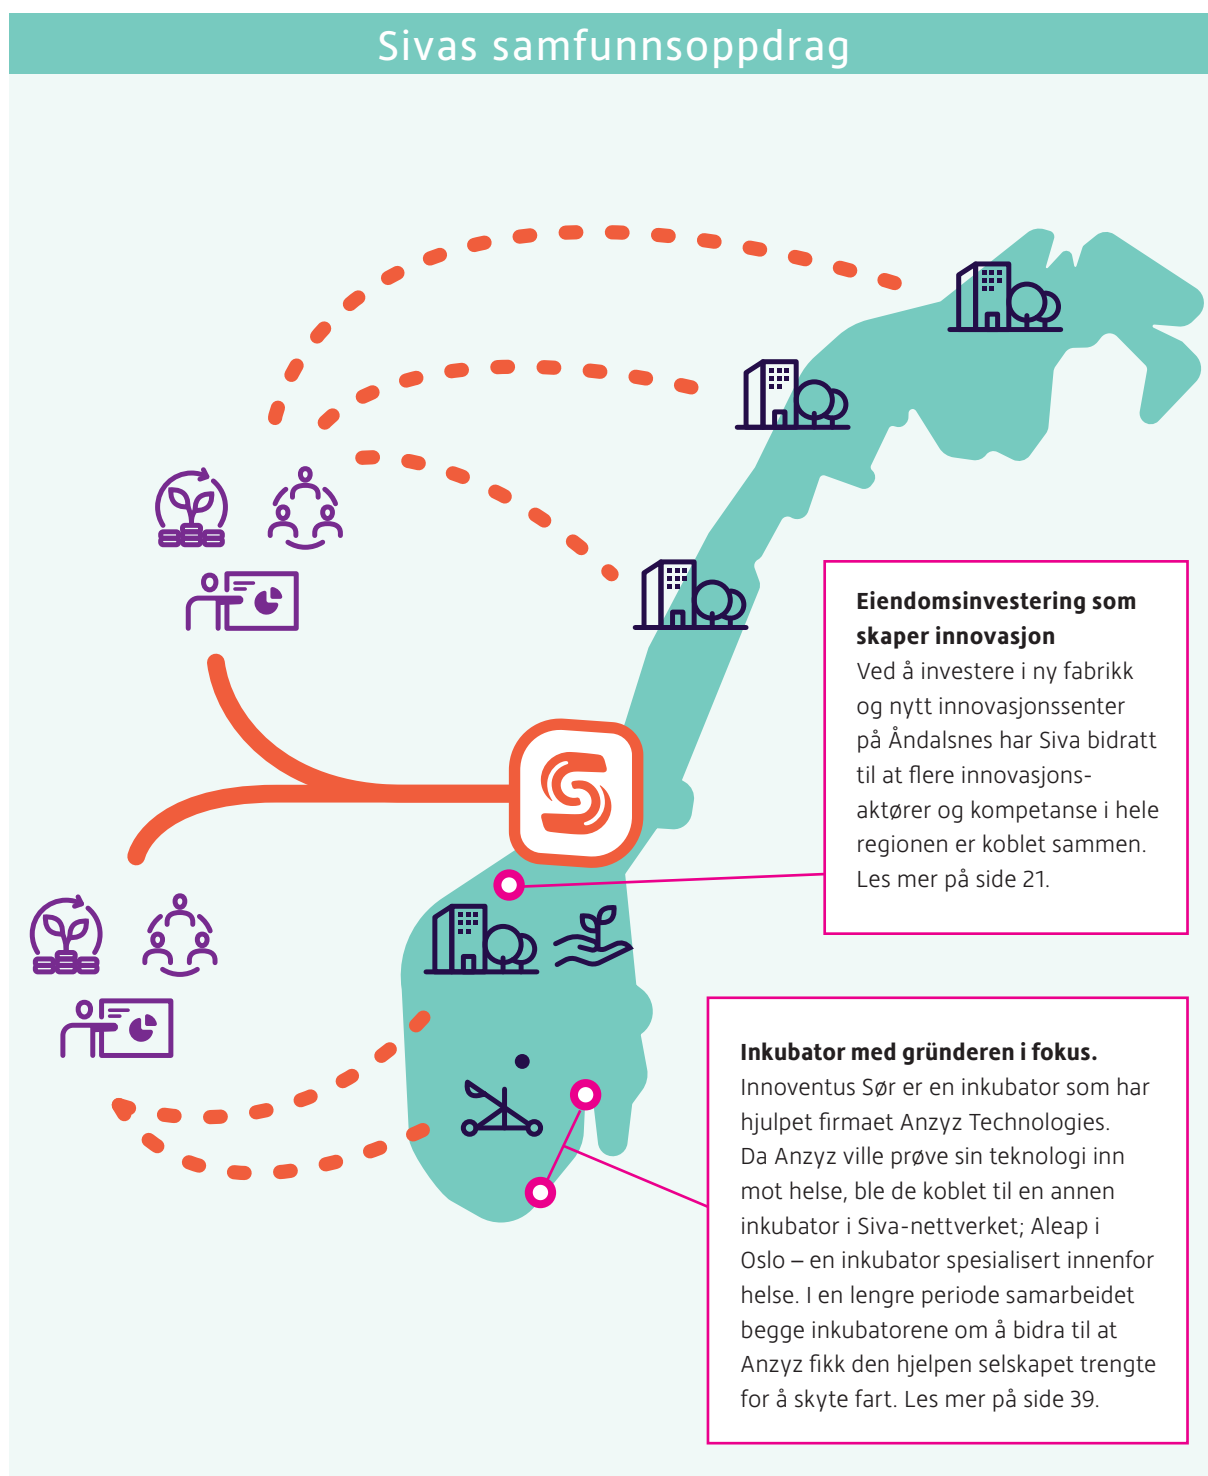 Sivas samfunnsoppdrag
Eiendomsinvestering som
skaper innovasjon
Ved å investere i ny fabrikk
og nytt innovasjonssenter
på Åndalsnes har Siva bidratt
til at flere innovasjons-
aktører og kompetanse i hele
regionen er koblet sammen.
Les mer på side 21.
Inkubator med gründeren i fokus.
Innoventus Sør er en inkubator som har
hjulpet firmaet Anzyz Technologies.
Da Anzyz ville prøve sin teknologi inn
mot helse, ble de koblet til en annen
inkubator i Siva-nettverket; Aleap i
Oslo – en inkubator spesialisert innenfor
helse. I en lengre periode samarbeidet
begge inkubatorene om å bidra til at
Anzyz fikk den hjelpen selskapet trengte
for å skyte fart. Les mer på side 39.